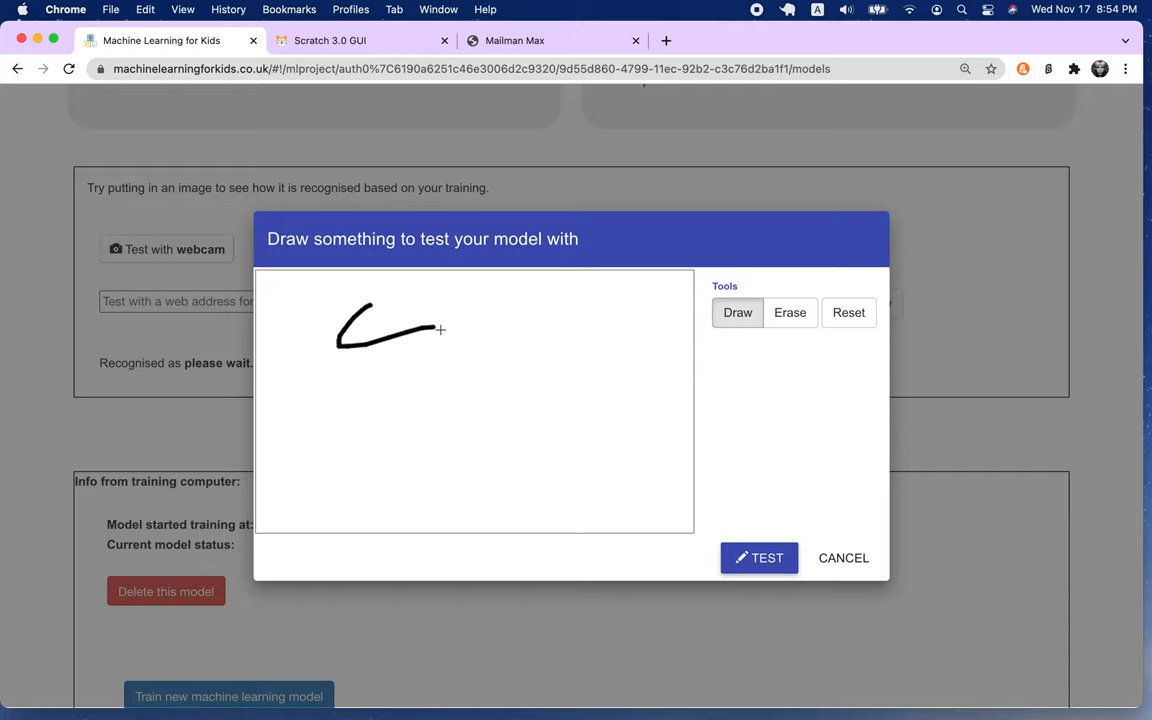 Chrome File Edit View History Bookmarks Profiles Tab Window Help A Wed Nov 17 8:54 PM
Machine Learning for Kids Scratch 3.0 GUI Mailman Max
machinelearningforkids.co.uk/#!/mlproject/auth0%7C6190a6251c46e3006d2c9320/9d55d860-4799-11ec-92b2-c3c76d2ba1f1/models
Try putting in an image to see how it is recognised based on your training.
Draw something to test your model with
Test with webcam
Tools
Test with a web address for
Draw Erase Reset
Recognised as please wait.
Info from training computer:
Model started training at:
Current model status:
TEST CANCEL
Delete this model
Train new machine learning model